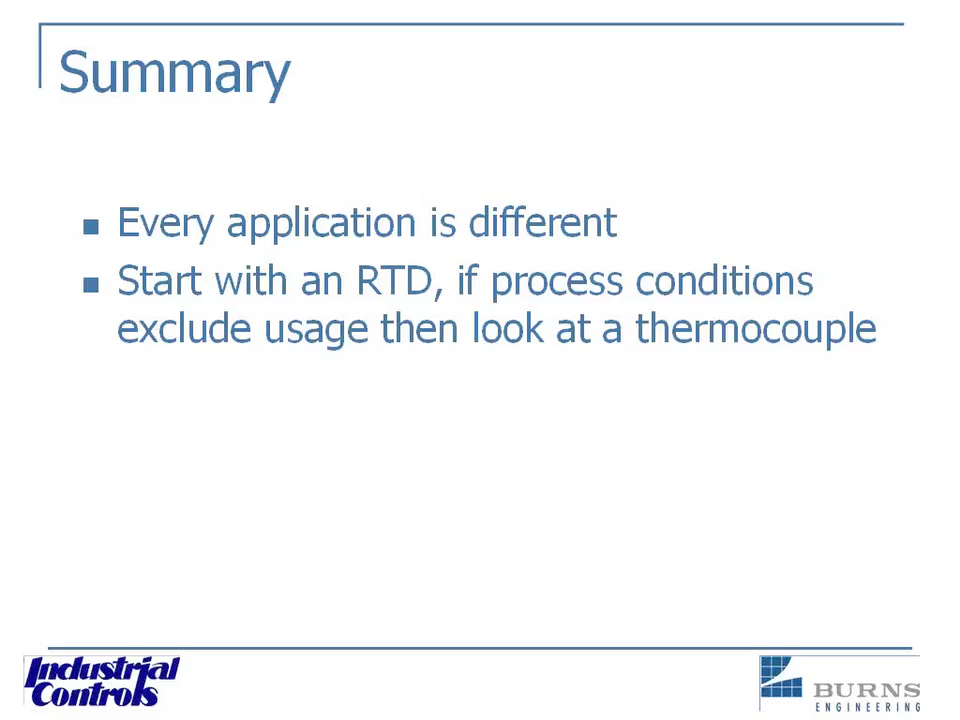 Summary
Every application is different
Start with an RTD, if process conditions
exclude usage then look at a thermocouple
Industrial
Controls
BURNS
ENGINEERING